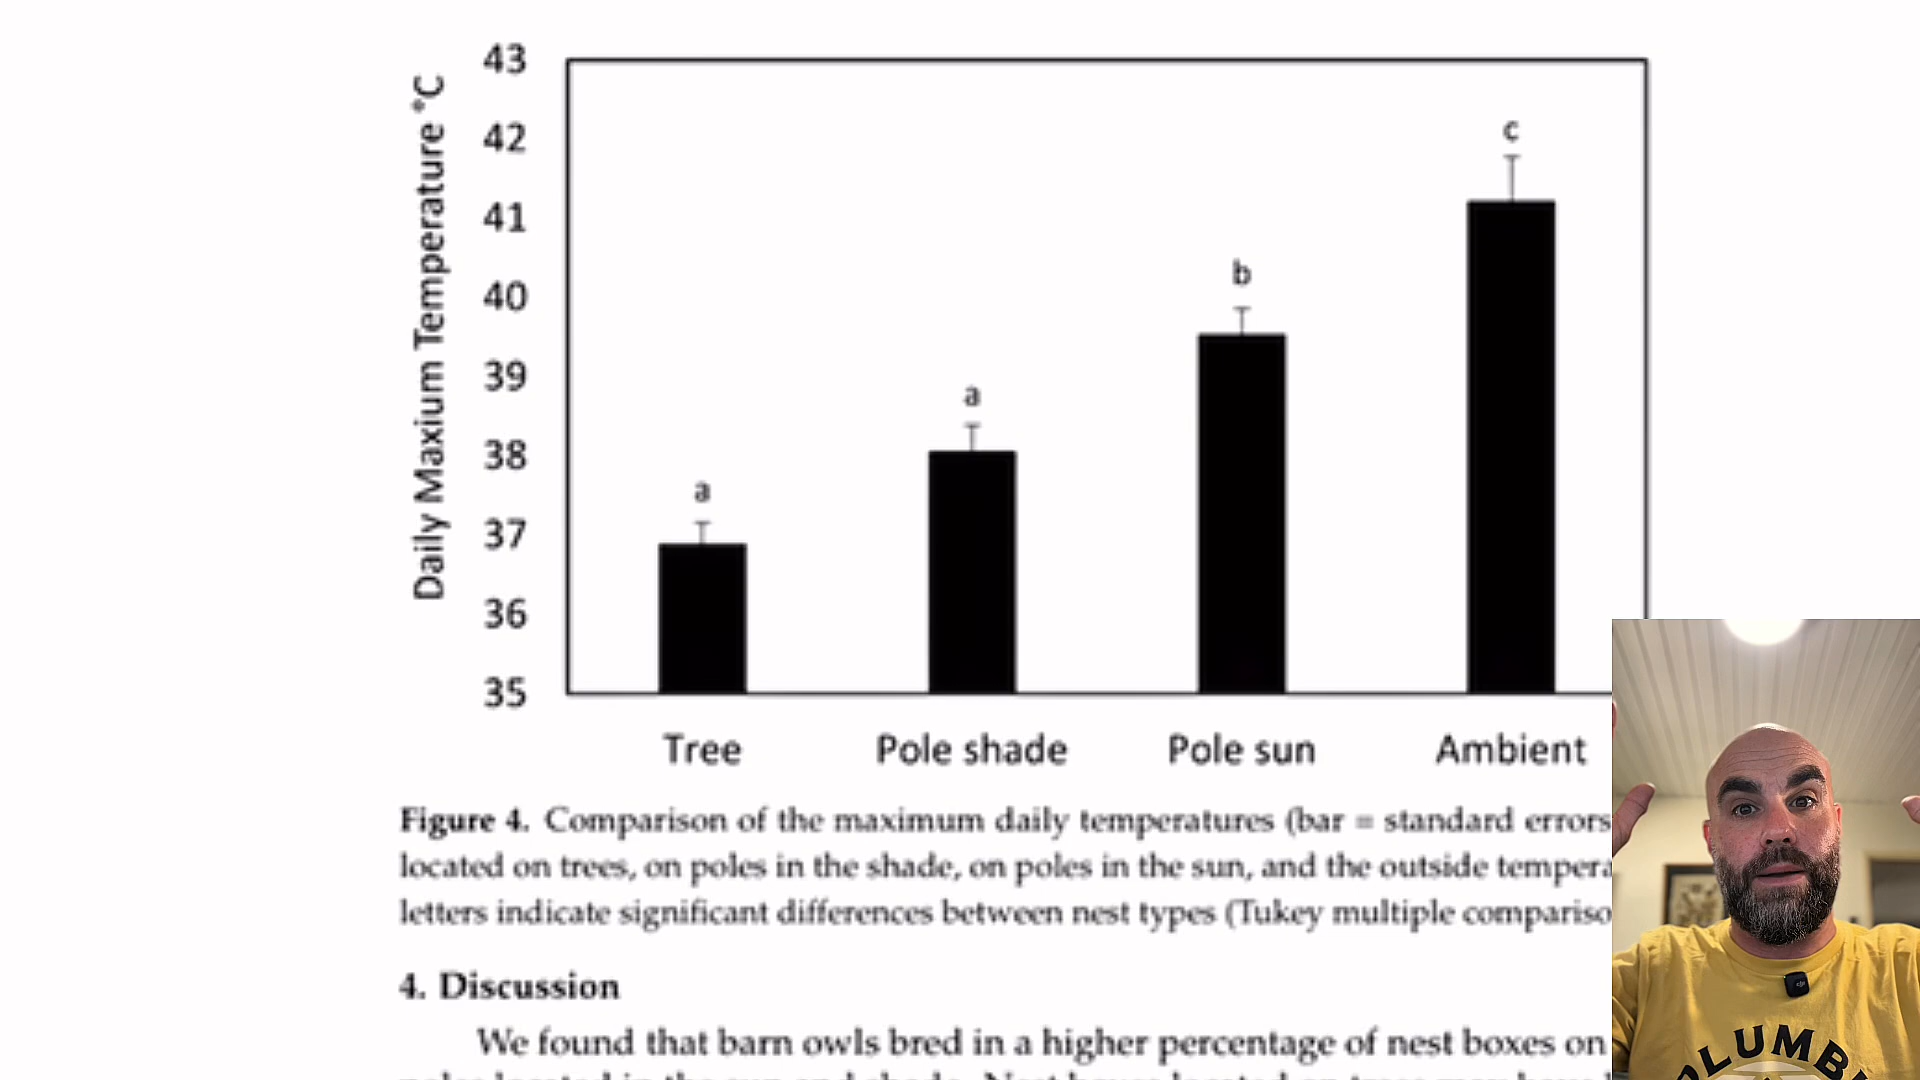 43
42
41
40
39
38
37
36
35
Daily Maxium Temperature °C
a
a
b
c
Tree
Pole shade
Pole sun
Ambient
Figure 4. Comparison of the maximum daily temperatures (bar = standard errors
located on trees, on poles in the shade, on poles in the sun, and the outside tempera
letters indicate significant differences between nest types (Tukey multiple compariso
4. Discussion
We found that barn owls bred in a higher percentage of nest boxes on
OLUMB